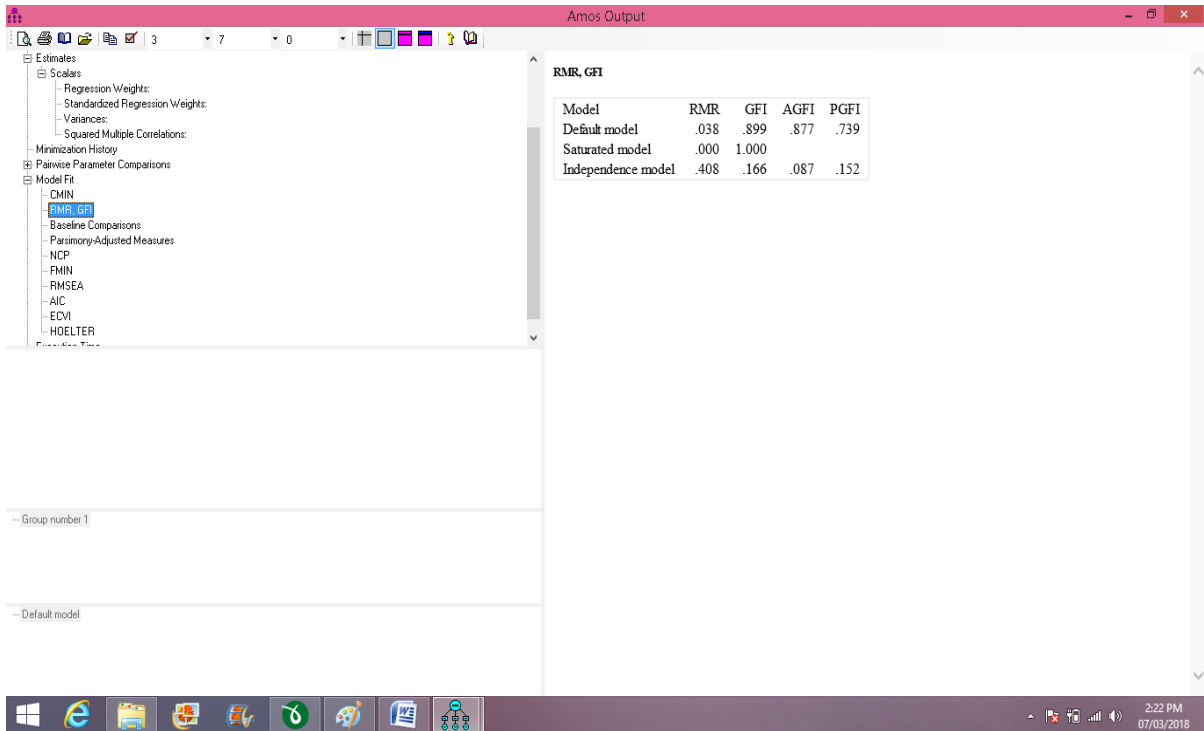 Amos Output
3 7 0
Estimates
Scalars
Regression Weights:
Standardized Regression Weights:
Variances:
Squared Multiple Correlations:
Minimization History
Pairwise Parameter Comparisons
Model Fit
CMIN
RMR, GFI
Baseline Comparisons
Parsimony-Adjusted Measures
NCP
FMIN
RMSEA
AIC
ECVI
HOELTER
Execution Time
Group number 1
Default model
RMR, GFI
Model RMR GFI AGFI PGFI
Default model .038 .899 .877 .739
Saturated model .000 1.000
Independence model .408 .166 .087 .152
2:22 PM
07/03/2018